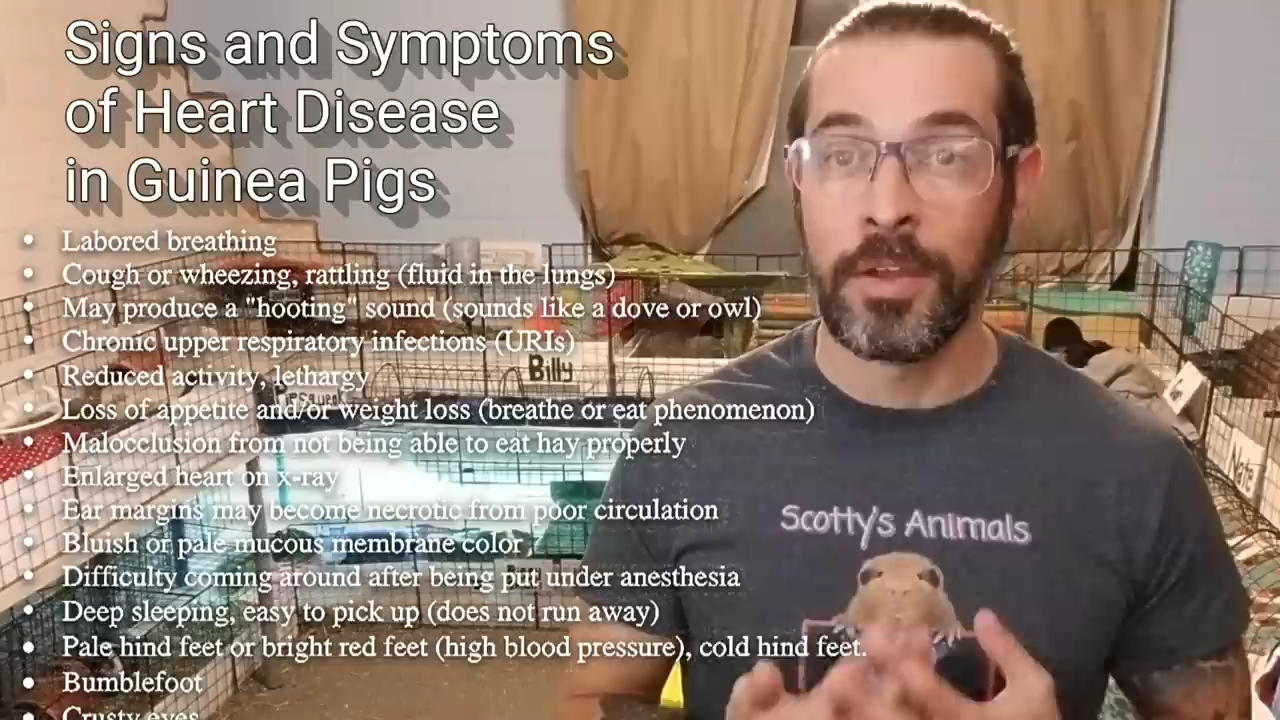 Signs and Symptoms
of Heart Disease
in Guinea Pigs
• Labored breathing
• Cough or wheezing, rattling (fluid in the lungs)
• May produce a "hooting" sound (sounds like a dove or owl)
• Chronic upper respiratory infections (URIs)
• Reduced activity, lethargy
• Loss of appetite and/or weight loss (breathe or eat phenomenon)
• Malocclusion from not being able to eat hay properly
• Enlarged heart on x-ray
• Ear margins may become necrotic from poor circulation
• Bluish or pale mucous membrane color
• Difficulty coming around after being put under anesthesia
• Deep sleeping, easy to pick up (does not run away)
• Pale hind feet or bright red feet (high blood pressure), cold hind feet.
• Bumblefoot
• Crusty eyes
Billy
Nate
Scotty's Animals